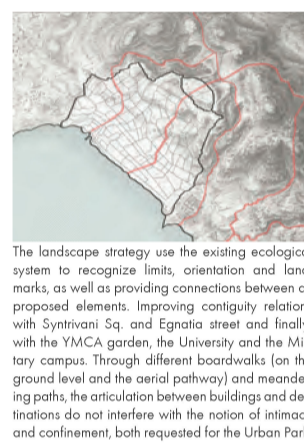 The landscape strategy use the existing ecologic
system to recognize limits, orientation and lan
marks, as well as providing connections between
proposed elements. Improving contiguity relation
with Syntrivani Sq. and Egnatia street and finall
with the YMCA garden, the University and the Mi
tary campus. Through different boardwalks (on th
ground level and the aerial pathway) and meande
ing paths, the articulation between buildings and de
tinations do not interfere with the notion of intimac
and confinement, both requested for the Urban Par